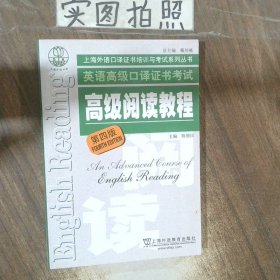 实图拍照
上海外语口译证书培训与考试系列丛书
英语高级口译证书考试
高级阅读教程
第四版
FOURTH EDITION
An Advanced Course of
English Reading
English Reading
阅
读
上海外语教育出版社